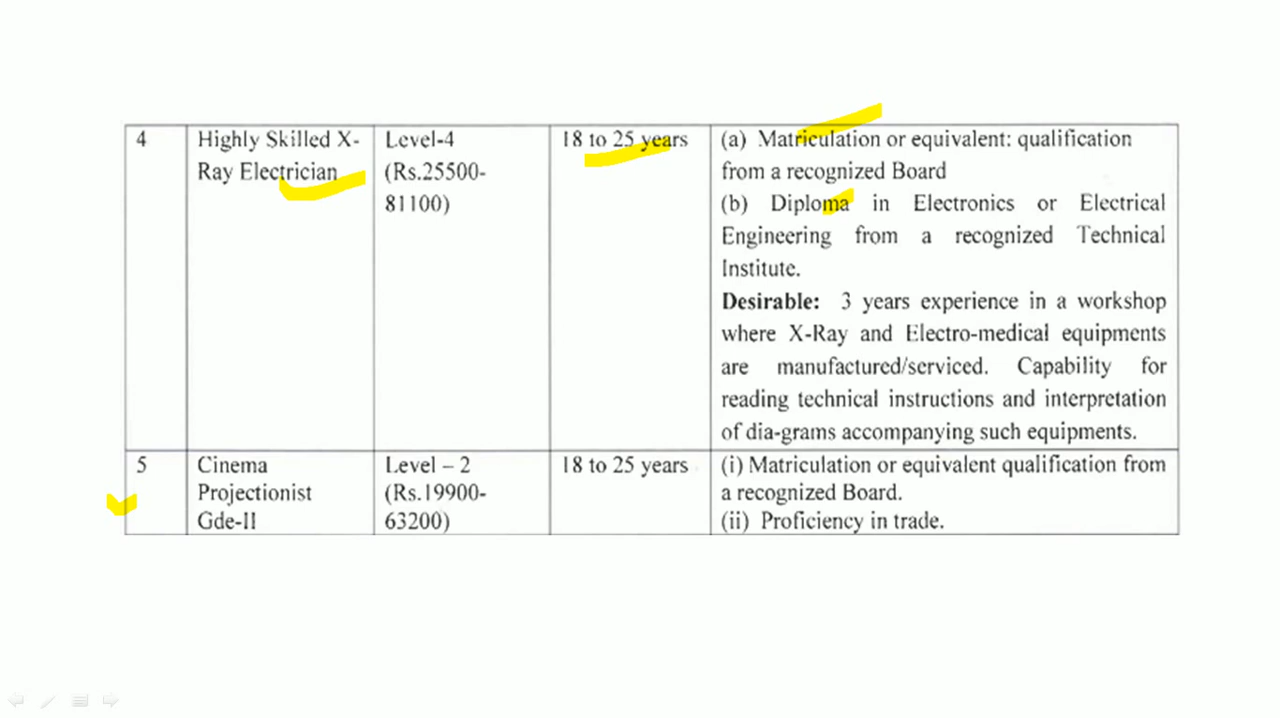 4
Highly Skilled X-
Ray Electrician
Level-4
(Rs.25500-
81100)
18 to 25 years
(a) Matriculation or equivalent: qualification
from a recognized Board
(b) Diploma in Electronics or Electrical
Engineering from a recognized Technical
Institute.
Desirable: 3 years experience in a workshop
where X-Ray and Electro-medical equipments
are manufactured/serviced. Capability for
reading technical instructions and interpretation
of dia-grams accompanying such equipments.
5
Cinema
Projectionist
Gde-II
Level – 2
(Rs.19900-
63200)
18 to 25 years
(i) Matriculation or equivalent qualification from
a recognized Board.
(ii) Proficiency in trade.